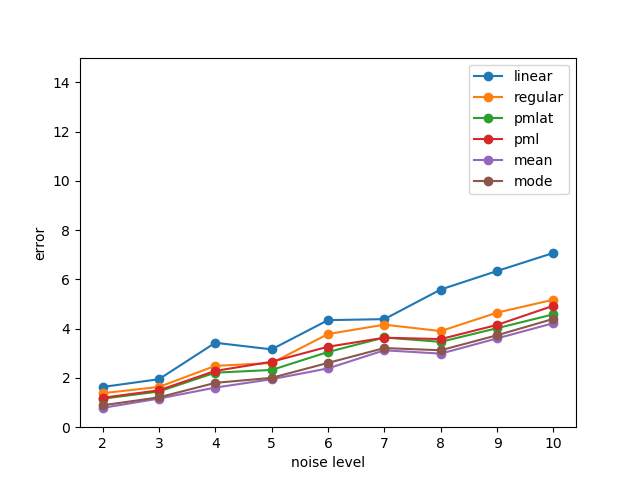 14
12
10
8
6
4
2
0
error
2 3 4 5 6 7 8 9 10
noise level
linear
regular
pmlat
pml
mean
mode